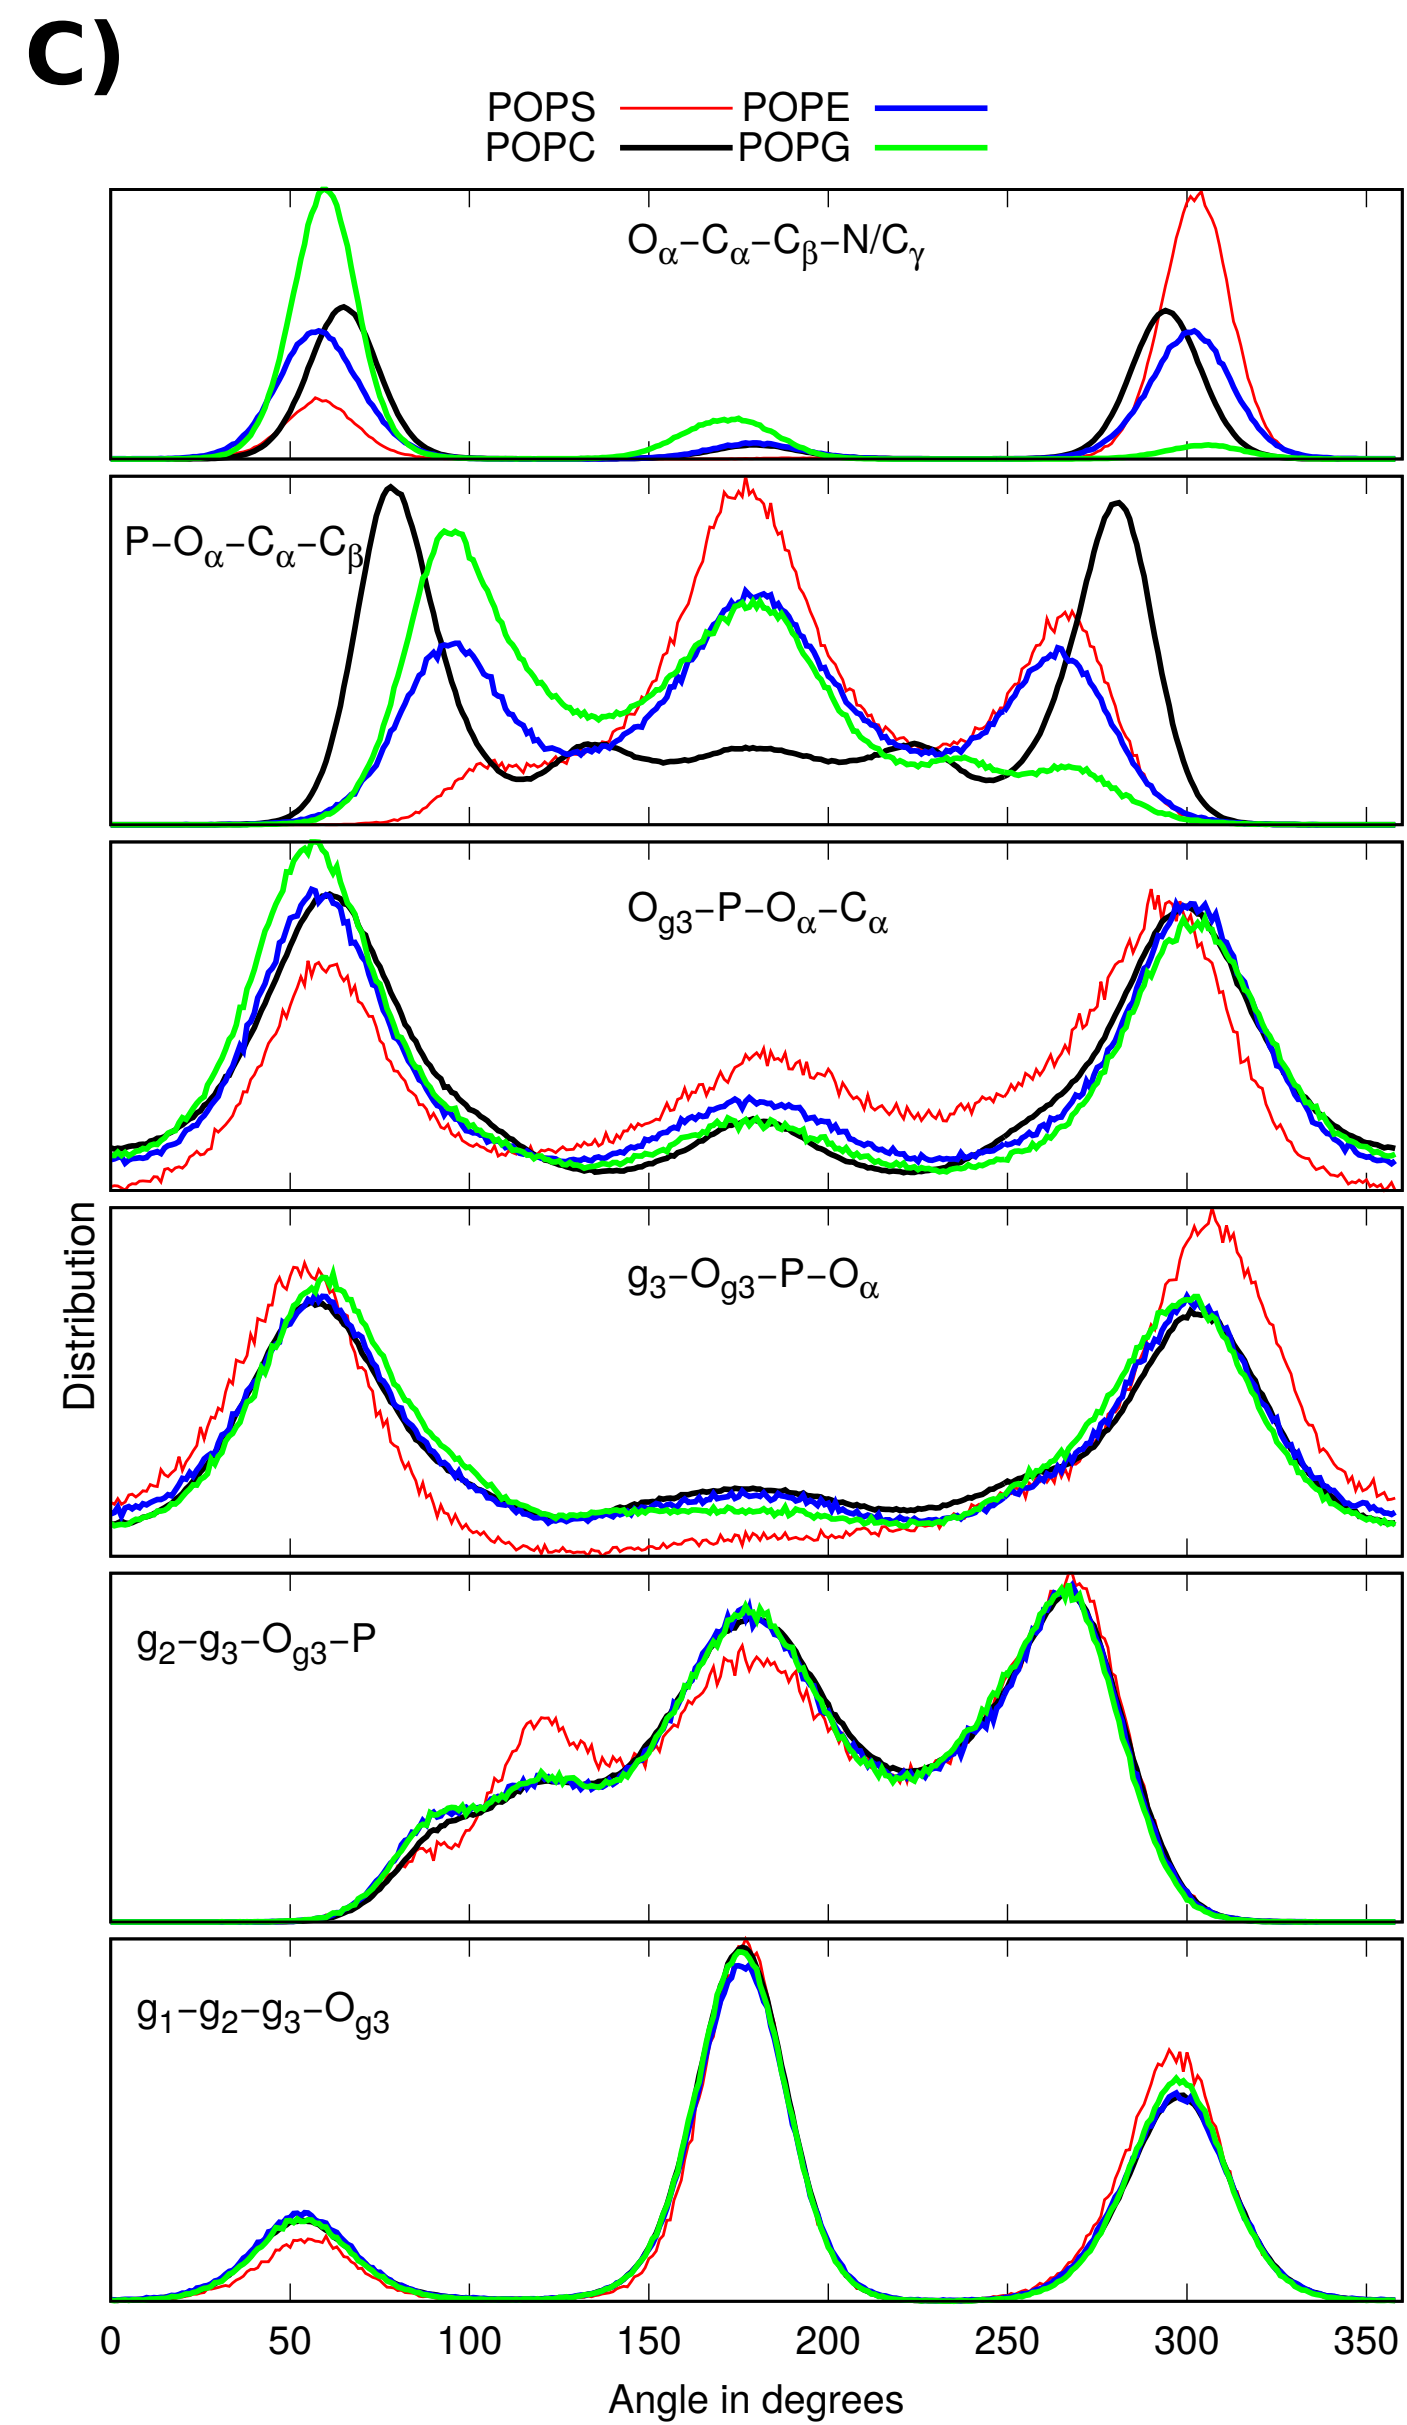 C)
POPS POPE
POPC POPG
Oα−Cα−Cβ−N/Cγ
P−Oα−Cα−Cβ
Og3−P−Oα−Cα
g3−Og3−P−Oα
g2−g3−Og3−P
g1−g2−g3−Og3
Distribution
0 50 100 150 200 250 300 350
Angle in degrees